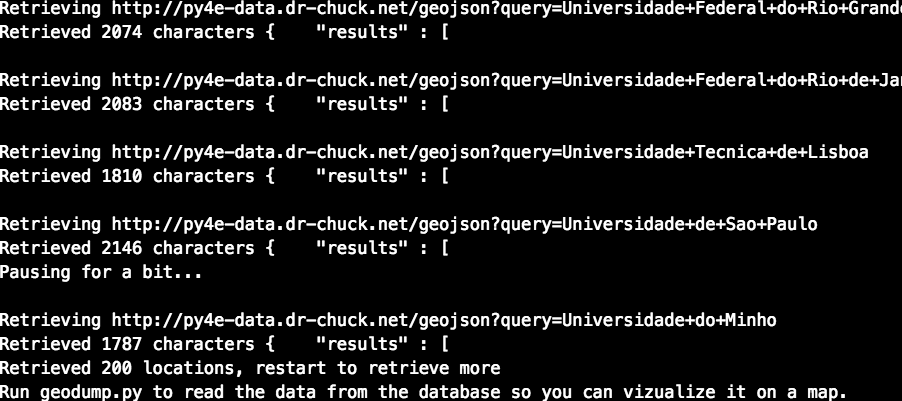 Retrieving http://py4e-data.dr-chuck.net/geojson?query=Universidade+Federal+do+Rio+Grand
Retrieved 2074 characters {    "results" : [
Retrieving http://py4e-data.dr-chuck.net/geojson?query=Universidade+Federal+do+Rio+de+Jan
Retrieved 2083 characters {    "results" : [
Retrieving http://py4e-data.dr-chuck.net/geojson?query=Universidade+Tecnica+de+Lisboa
Retrieved 1810 characters {    "results" : [
Retrieving http://py4e-data.dr-chuck.net/geojson?query=Universidade+de+Sao+Paulo
Retrieved 2146 characters {    "results" : [
Pausing for a bit...
Retrieving http://py4e-data.dr-chuck.net/geojson?query=Universidade+do+Minho
Retrieved 1787 characters {    "results" : [
Retrieved 200 locations, restart to retrieve more
Run geodump.py to read the data from the database so you can vizualize it on a map.